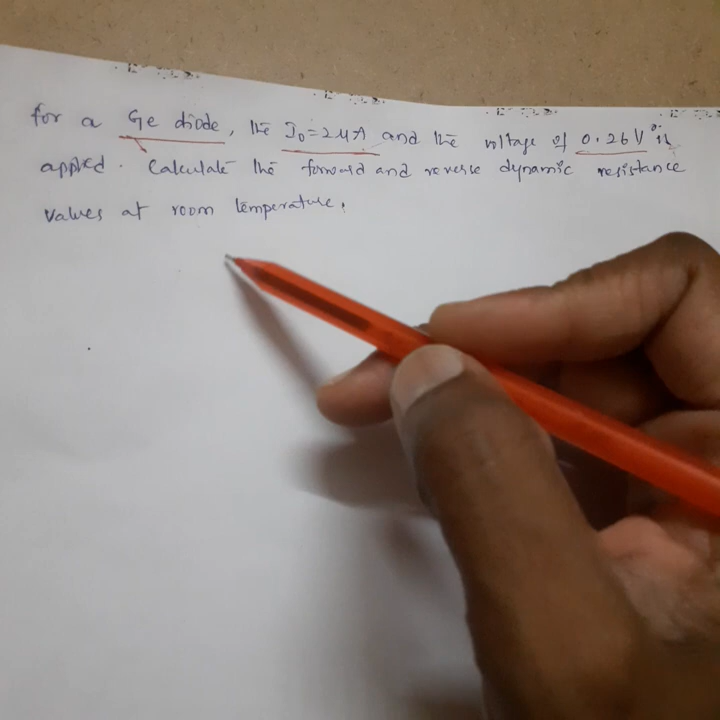 for a Ge diode, the I₀=2μA and the voltage of 0.26V is
applied. Calculate the forward and reverse dynamic resistance
values at room temperature.